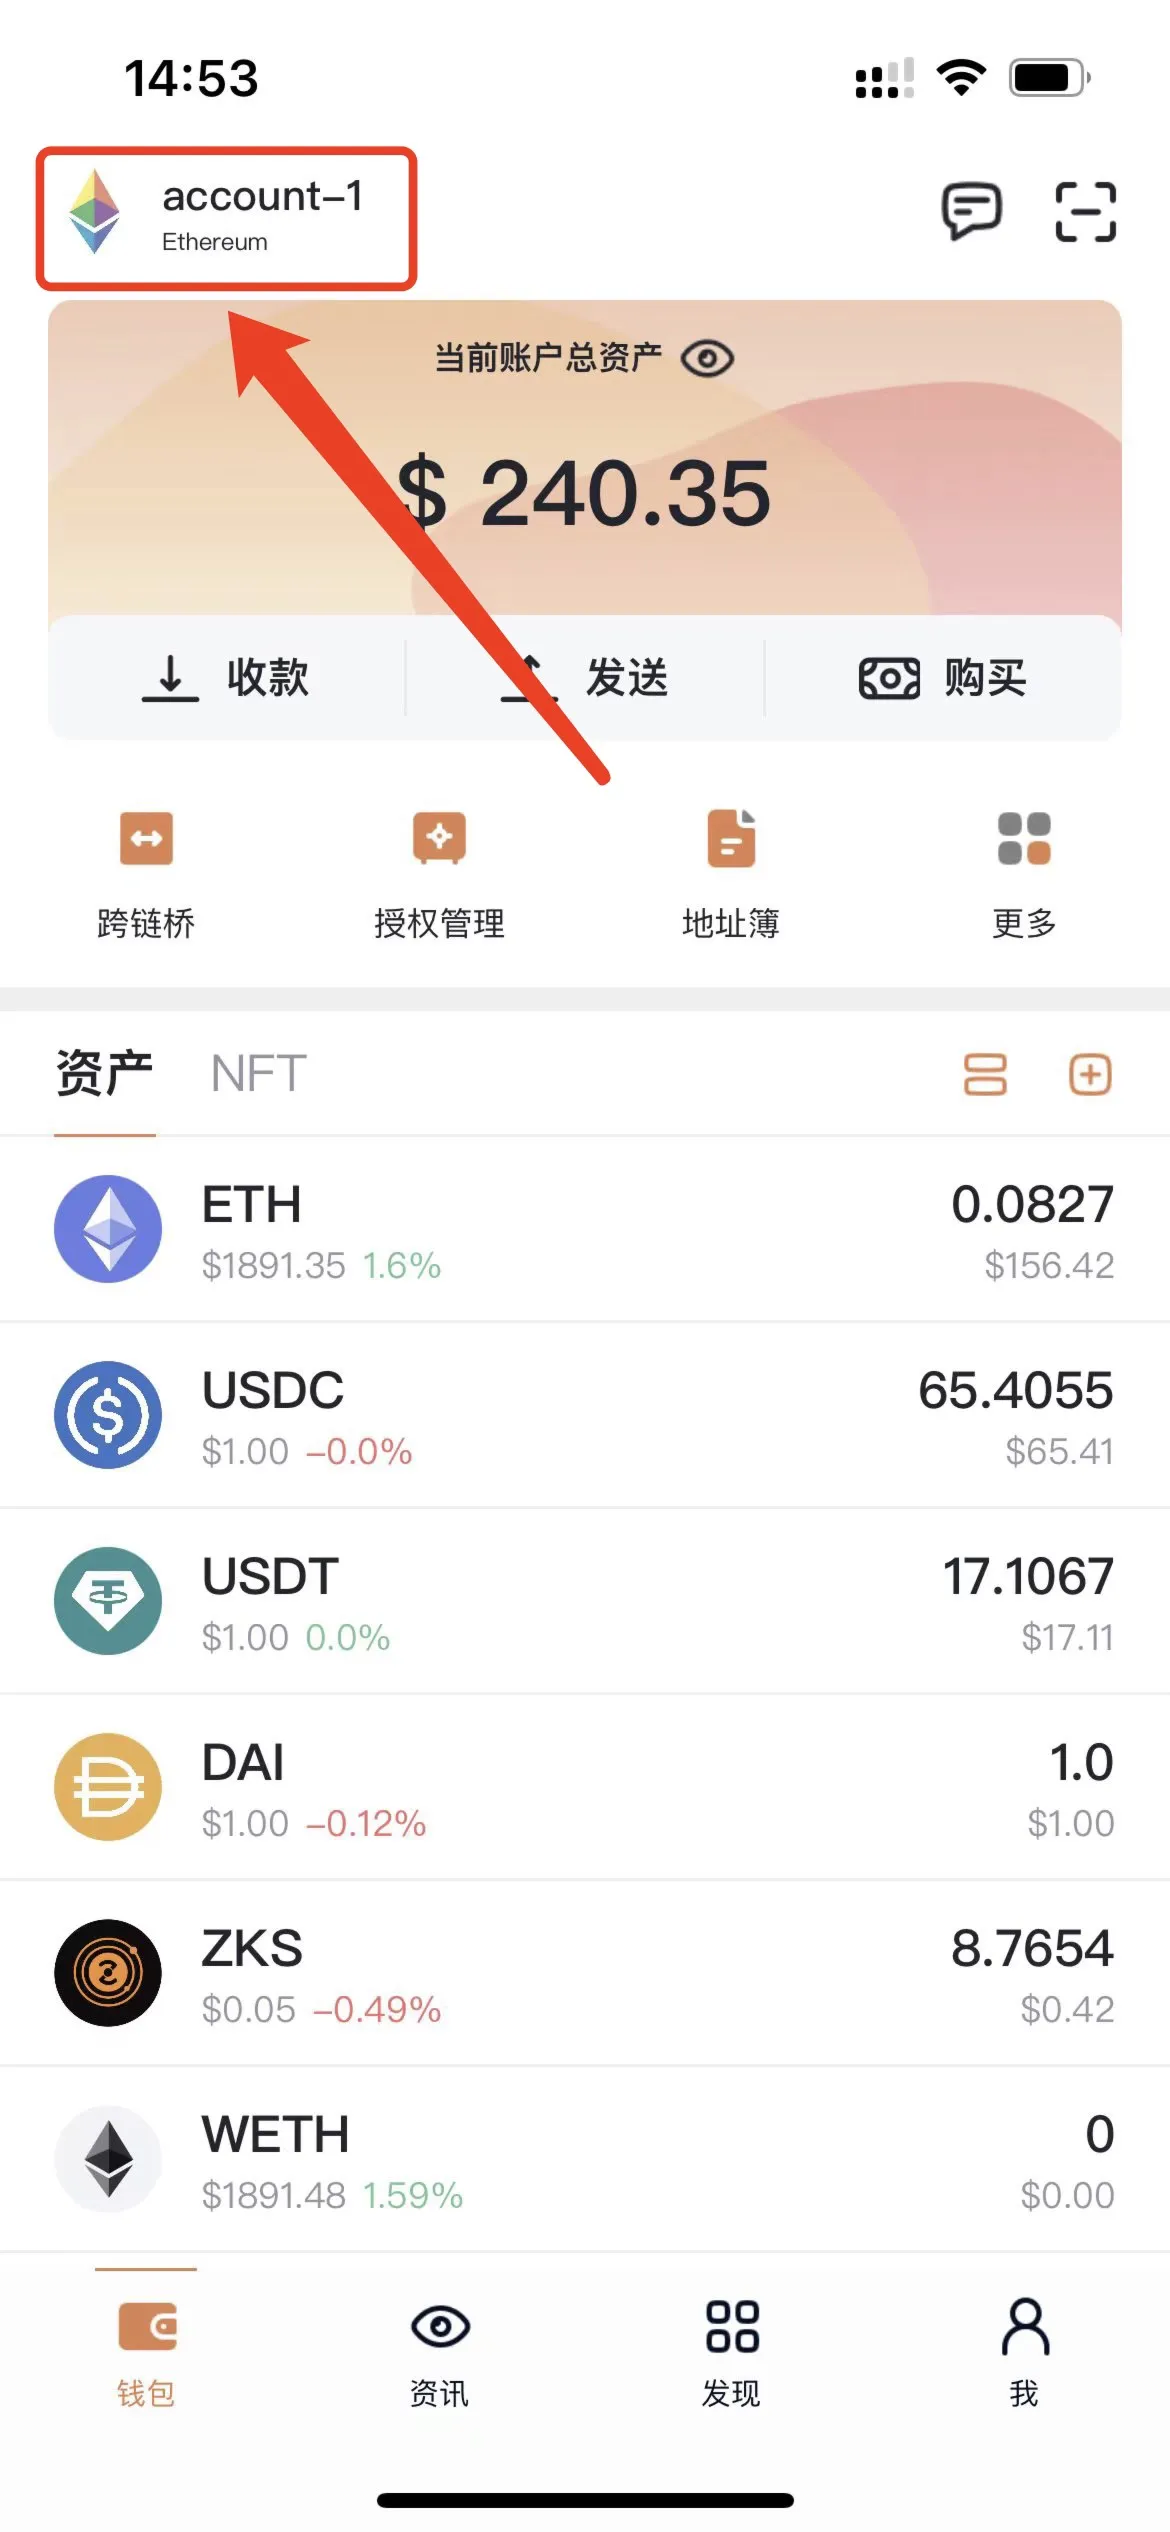 14:53
account-1
Ethereum
当前账户总资产
$ 240.35
收款
发送
购买
跨链桥
授权管理
地址簿
更多
资产 NFT
ETH 0.0827
$1891.35 1.6% $156.42
USDC 65.4055
$1.00 -0.0% $65.41
USDT 17.1067
$1.00 0.0% $17.11
DAI 1.0
$1.00 -0.12% $1.00
ZKS 8.7654
$0.05 -0.49% $0.42
WETH 0
$1891.48 1.59% $0.00
钱包
资讯
发现
我